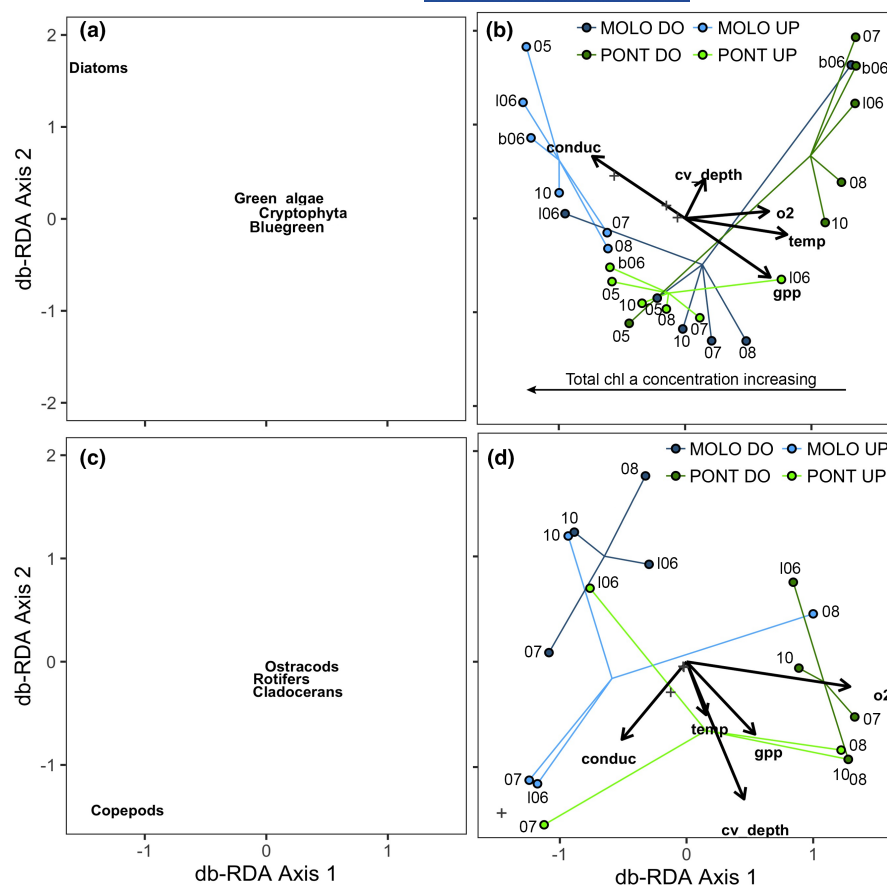 (a)
2
1
0
-1
-2
db-RDA Axis 2
Diatoms
Green algae
Cryptophyta
Bluegreen
(b)
MOLO DO
MOLO UP
PONT DO
PONT UP
05
l06
b06
10
l06
07
08
b06
05
10
05
05
08
07
10
07
08
07
b06
b06
l06
08
10
l06
conduc
cv_depth
o2
temp
gpp
Total chl a concentration increasing
(c)
2
1
0
-1
db-RDA Axis 2
Ostracods
Rotifers
Cladocerans
Copepods
-1
0
1
db-RDA Axis 1
(d)
MOLO DO
MOLO UP
PONT DO
PONT UP
08
10
10
l06
l06
07
l06
08
10
07
08
10
08
07
l06
07
o2
temp
gpp
conduc
cv_depth
-1
0
1
db-RDA Axis 1